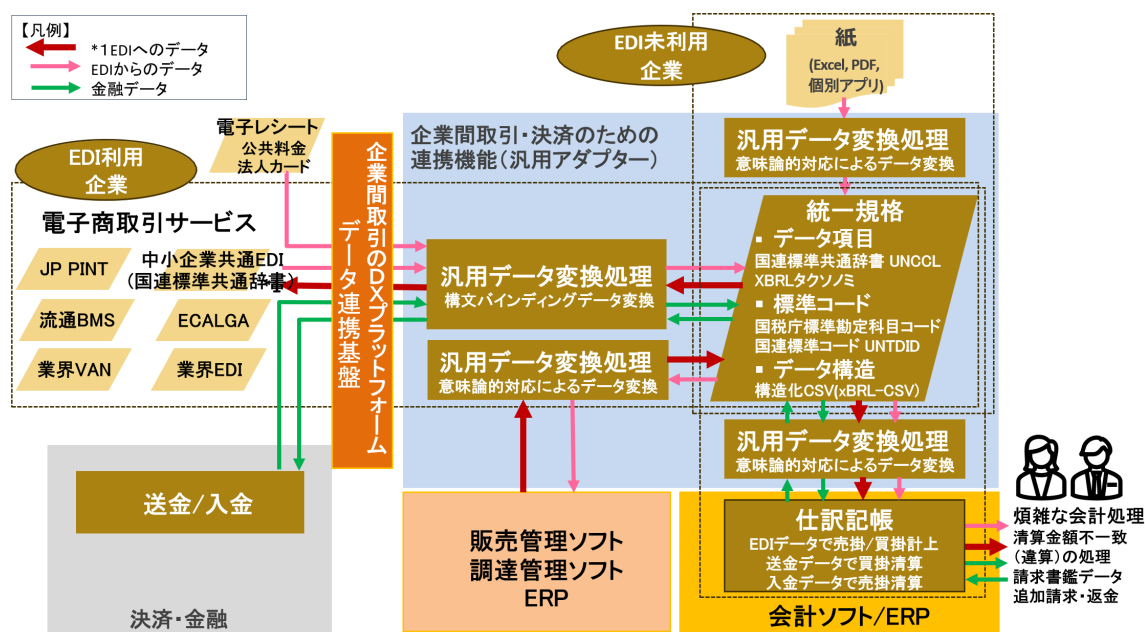 【凡例】
*1EDIへのデータ
EDIからのデータ
金融データ
EDI未利用
企業
紙
(Excel, PDF,
個別アプリ)
電子レシート
公共料金
法人カード
EDI利用
企業
企業間取引のDXプラットフォーム
データ連携基盤
企業間取引・決済のための
連携機能(汎用アダプター)
汎用データ変換処理
意味論的対応によるデータ変換
電子商取引サービス
JP PINT
中小企業共通EDI
(国連標準共通辞書)
流通BMS
ECALGA
業界VAN
業界EDI
汎用データ変換処理
構文バインディングデータ変換
汎用データ変換処理
意味論的対応によるデータ変換
統一規格
▪ データ項目
国連標準共通辞書 UNCCL
XBRLタクソノミ
▪ 標準コード
国税庁標準勘定科目コード
国連標準コード UNTDID
▪ データ構造
構造化CSV(xBRL-CSV)
汎用データ変換処理
意味論的対応によるデータ変換
送金/入金
決済・金融
販売管理ソフト
調達管理ソフト
ERP
仕訳記帳
EDIデータで売掛/買掛計上
送金データで買掛清算
入金データで売掛清算
会計ソフト/ERP
煩雑な会計処理
清算金額不一致
(違算)の処理
請求書鑑データ
追加請求・返金